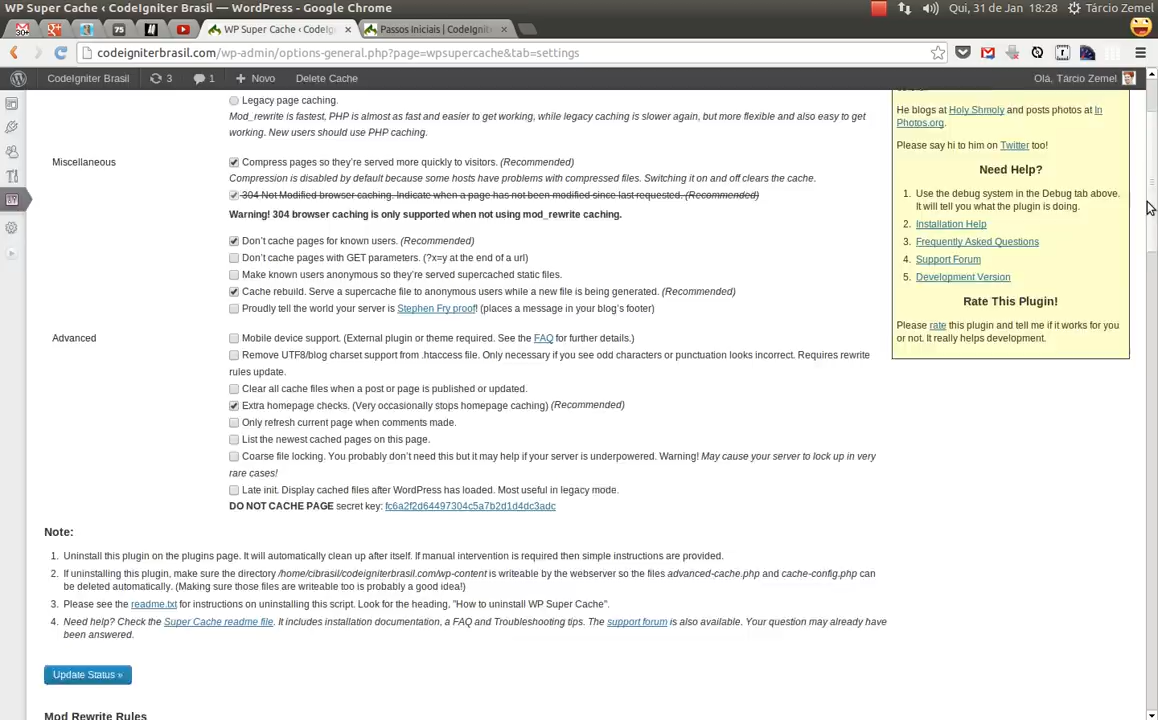 WP Super Cache ‹ CodeIgniter Brasil — WordPress - Google Chrome
Qui, 31 de Jan 18:28 Tárcio Zemel
30+
75
WP Super Cache ‹ CodeIgn
Passos Iniciais | CodeIgnite
codeigniterbrasil.com/wp-admin/options-general.php?page=wpsupercache&tab=settings
CodeIgniter Brasil 3 1 Novo Delete Cache
Olá, Tárcio Zemel
Legacy page caching.
Mod_rewrite is fastest, PHP is almost as fast and easier to get working, while legacy caching is slower again, but more flexible and also easy to get
working. New users should use PHP caching.
Miscellaneous
Compress pages so they're served more quickly to visitors. (Recommended)
Compression is disabled by default because some hosts have problems with compressed files. Switching it on and off clears the cache.
304 Not Modified browser caching. Indicate when a page has not been modified since last requested. (Recommended)
Warning! 304 browser caching is only supported when not using mod_rewrite caching.
Don't cache pages for known users. (Recommended)
Don't cache pages with GET parameters. (?x=y at the end of a url)
Make known users anonymous so they're served supercached static files.
Cache rebuild. Serve a supercache file to anonymous users while a new file is being generated. (Recommended)
Proudly tell the world your server is Stephen Fry proof! (places a message in your blog's footer)
Advanced
Mobile device support. (External plugin or theme required. See the FAQ for further details.)
Remove UTF8/blog charset support from .htaccess file. Only necessary if you see odd characters or punctuation looks incorrect. Requires rewrite
rules update.
Clear all cache files when a post or page is published or updated.
Extra homepage checks. (Very occasionally stops homepage caching) (Recommended)
Only refresh current page when comments made.
List the newest cached pages on this page.
Coarse file locking. You probably don't need this but it may help if your server is underpowered. Warning! May cause your server to lock up in very
rare cases!
Late init. Display cached files after WordPress has loaded. Most useful in legacy mode.
DO NOT CACHE PAGE secret key: fc6a2f2d64497304c5a7b2d1d4dc3adc
Note:
1. Uninstall this plugin on the plugins page. It will automatically clean up after itself. If manual intervention is required then simple instructions are provided.
2. If uninstalling this plugin, make sure the directory /home/cibrasil/codeigniterbrasil.com/wp-content is writeable by the webserver so the files advanced-cache.php and cache-config.php can
be deleted automatically. (Making sure those files are writeable too is probably a good idea!)
3. Please see the readme.txt for instructions on uninstalling this script. Look for the heading, "How to uninstall WP Super Cache".
4. Need help? Check the Super Cache readme file. It includes installation documentation, a FAQ and Troubleshooting tips. The support forum is also available. Your question may already have
been answered.
Update Status »
Mod Rewrite Rules
He blogs at Holy Shmoly and posts photos at In
Photos.org.
Please say hi to him on Twitter too!
Need Help?
1. Use the debug system in the Debug tab above.
It will tell you what the plugin is doing.
2. Installation Help
3. Frequently Asked Questions
4. Support Forum
5. Development Version
Rate This Plugin!
Please rate this plugin and tell me if it works for you
or not. It really helps development.